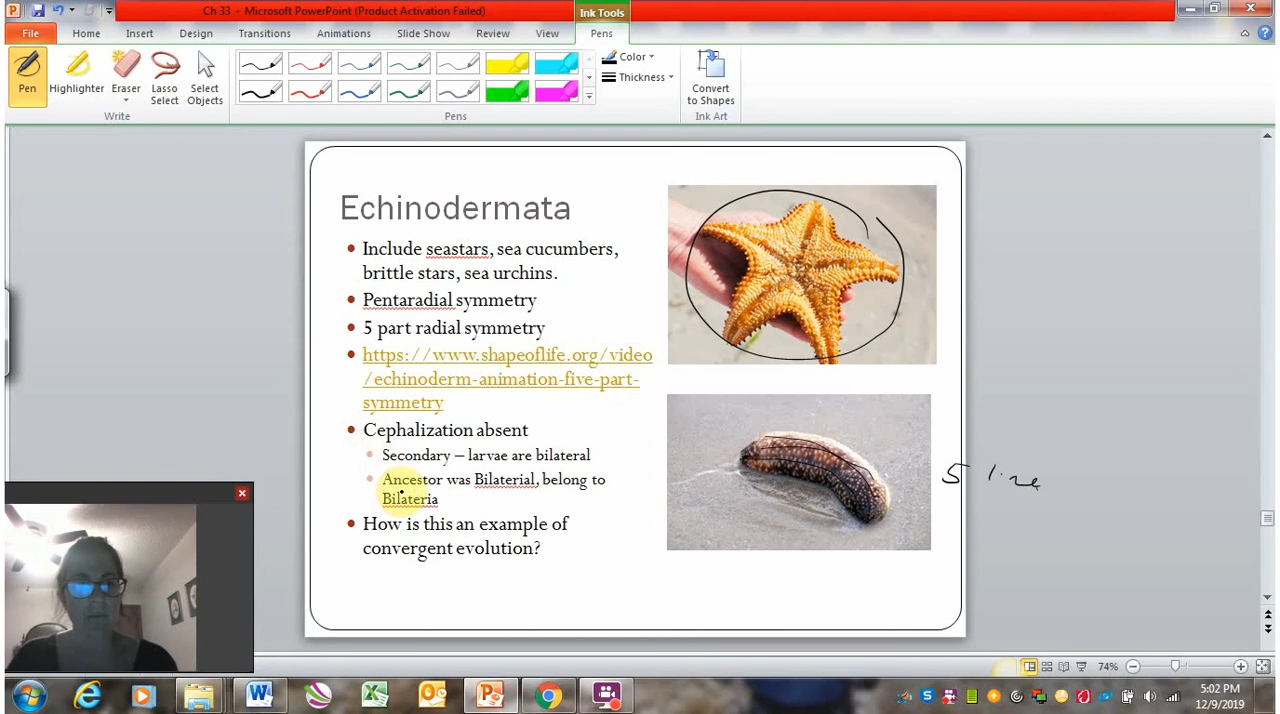 Ch 33 - Microsoft PowerPoint (Product Activation Failed)
Ink Tools
File
Home
Insert
Design
Transitions
Animations
Slide Show
Review
View
Pens
Pen
Highlighter
Eraser
Lasso
Select
Select
Objects
Write
Pens
Color
Thickness
Convert
to Shapes
Ink Art
Echinodermata
Include seastars, sea cucumbers,
brittle stars, sea urchins.
Pentaradial symmetry
5 part radial symmetry
https://www.shapeoflife.org/video
/echinoderm-animation-five-part-
symmetry
Cephalization absent
Secondary – larvae are bilateral
Ancestor was Bilaterial, belong to
Bilateria
How is this an example of
convergent evolution?
5
74%
5:02 PM
12/9/2019